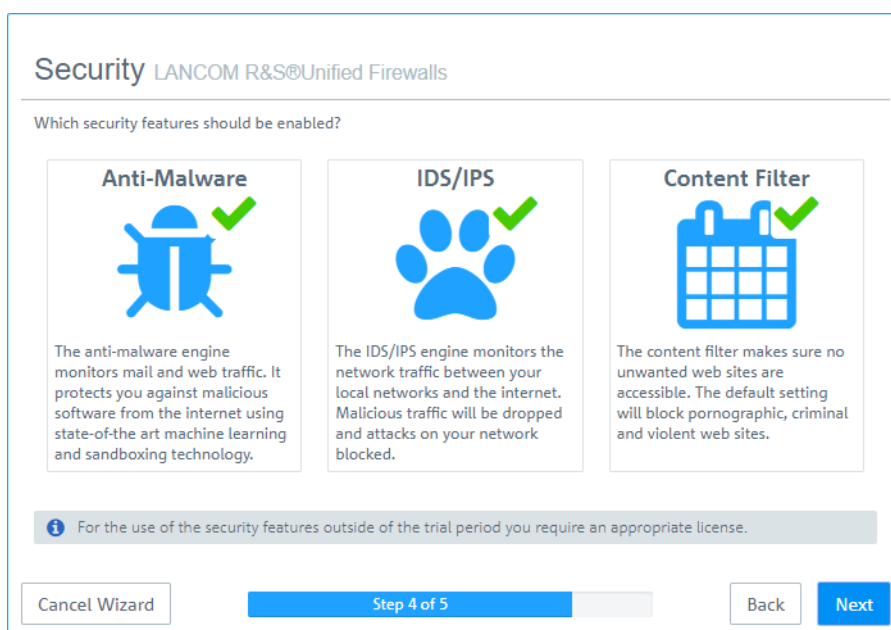 Security LANCOM R&S®Unified Firewalls
Which security features should be enabled?
Anti-Malware
The anti-malware engine
monitors mail and web traffic. It
protects you against malicious
software from the internet using
state-of-the art machine learning
and sandboxing technology.
IDS/IPS
The IDS/IPS engine monitors the
network traffic between your
local networks and the internet.
Malicious traffic will be dropped
and attacks on your network
blocked.
Content Filter
The content filter makes sure no
unwanted web sites are
accessible. The default setting
will block pornographic, criminal
and violent web sites.
For the use of the security features outside of the trial period you require an appropriate license.
Cancel Wizard
Step 4 of 5
Back
Next